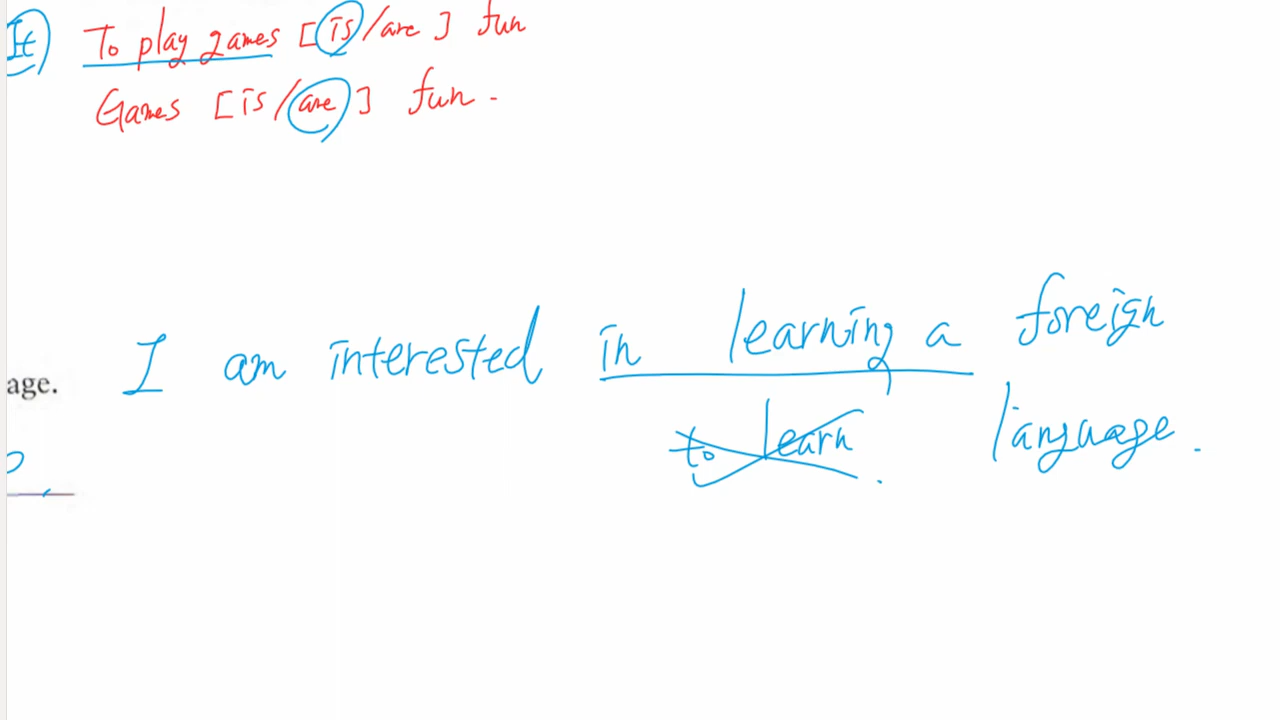 It To play games [is/are] fun
Games [is/are] fun.
I am interested in learning a foreign
age.
to learn language.